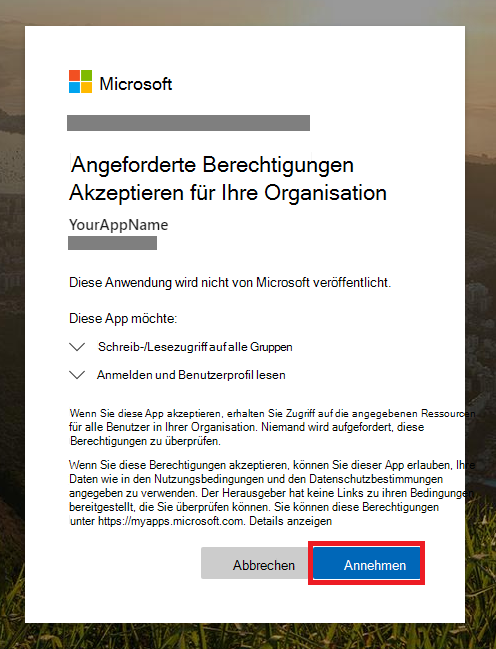 Microsoft
Angeforderte Berechtigungen
Akzeptieren für Ihre Organisation
YourAppName
Diese Anwendung wird nicht von Microsoft veröffentlicht.
Diese App möchte:
Schreib-/Lesezugriff auf alle Gruppen
Anmelden und Benutzerprofil lesen
Wenn Sie diese App akzeptieren, erhalten Sie Zugriff auf die angegebenen Ressourcen
für alle Benutzer in Ihrer Organisation. Niemand wird aufgefordert, diese
Berechtigungen zu überprüfen.
Wenn Sie diese Berechtigungen akzeptieren, können Sie dieser App erlauben, Ihre
Daten wie in den Nutzungsbedingungen und den Datenschutzbestimmungen
angegeben zu verwenden. Der Herausgeber hat keine Links zu ihren Bedingungen
bereitgestellt, die Sie überprüfen können. Sie können diese Berechtigungen
unter https://myapps.microsoft.com. Details anzeigen
Abbrechen Annehmen